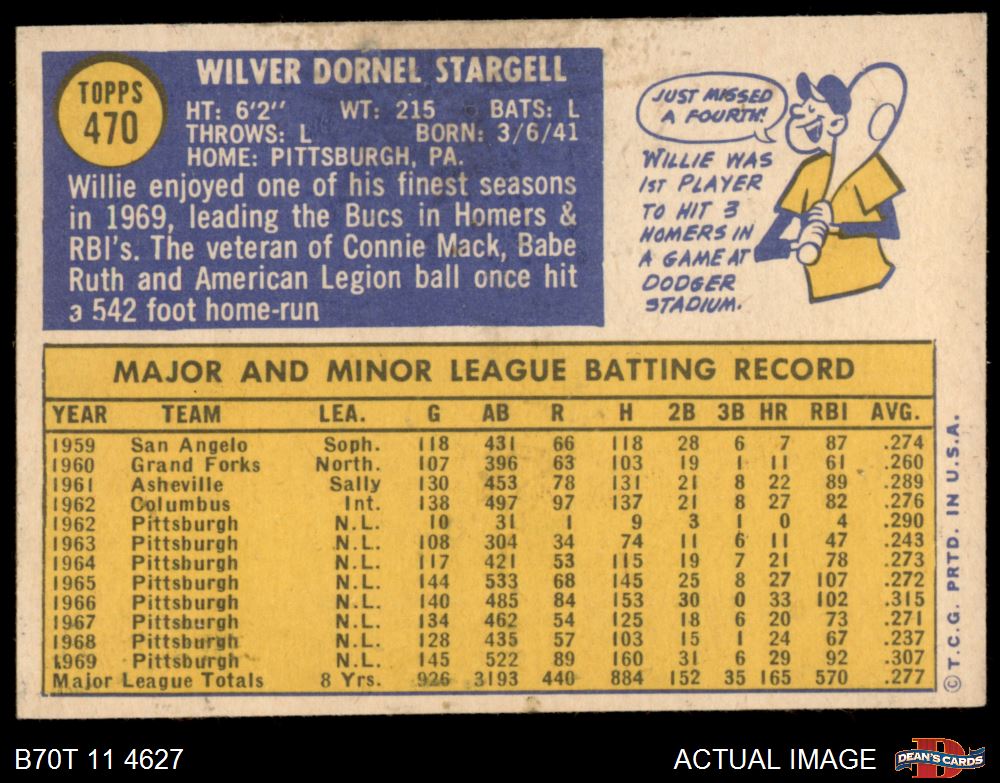 TOPPS
470
WILVER DORNEL STARGELL
HT: 6'2'' WT: 215 BATS: L
THROWS: L BORN: 3/6/41
HOME: PITTSBURGH, PA.
Willie enjoyed one of his finest seasons
in 1969, leading the Bucs in Homers &
RBI's. The veteran of Connie Mack, Babe
Ruth and American Legion ball once hit
a 542 foot home-run
JUST MISSED
A FOURTH!
WILLIE WAS
1ST PLAYER
TO HIT 3
HOMERS IN
A GAME AT
DODGER
STADIUM.
MAJOR AND MINOR LEAGUE BATTING RECORD
YEAR TEAM LEA. G AB R H 2B 3B HR RBI AVG.
1959 San Angelo Soph. 118 431 66 118 28 6 7 87 .274
1960 Grand Forks North. 107 396 63 103 19 1 11 61 .260
1961 Asheville Sally 130 453 78 131 21 8 22 89 .289
1962 Columbus Int. 138 497 97 137 21 8 27 82 .276
1962 Pittsburgh N.L. 10 31 1 9 3 1 0 4 .290
1963 Pittsburgh N.L. 108 304 34 74 11 6 11 47 .243
1964 Pittsburgh N.L. 117 421 53 115 19 7 21 78 .273
1965 Pittsburgh N.L. 144 533 68 145 25 8 27 107 .272
1966 Pittsburgh N.L. 140 485 84 153 30 0 33 102 .315
1967 Pittsburgh N.L. 134 462 54 125 18 6 20 73 .271
1968 Pittsburgh N.L. 128 435 57 103 15 1 24 67 .237
1969 Pittsburgh N.L. 145 522 89 160 31 6 29 92 .307
Major League Totals 8 Yrs. 926 3193 440 884 152 35 165 570 .277
© T.C.G. PRTD. IN U.S.A.
B70T 11 4627
ACTUAL IMAGE
D
DEAN'S CARDS